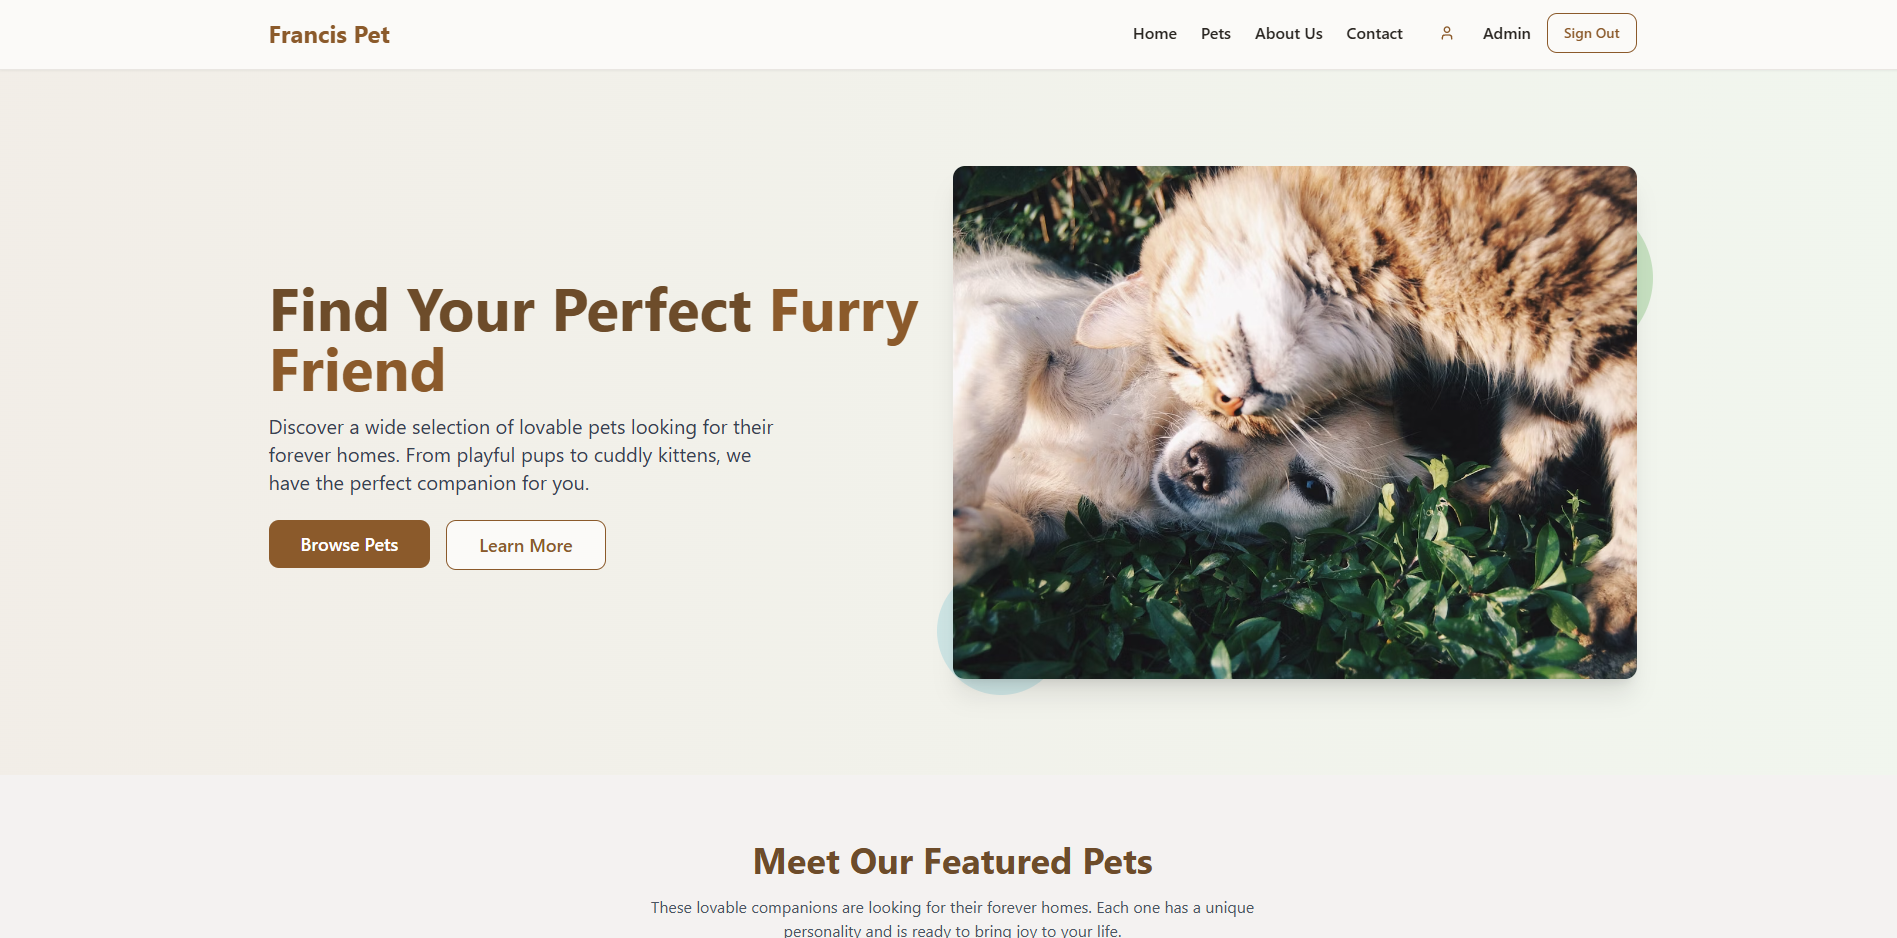 Francis Pet
Home
Pets
About Us
Contact
Admin
Sign Out
Find Your Perfect Furry
Friend
Discover a wide selection of lovable pets looking for their
forever homes. From playful pups to cuddly kittens, we
have the perfect companion for you.
Browse Pets
Learn More
Meet Our Featured Pets
These lovable companions are looking for their forever homes. Each one has a unique
personality and is ready to bring joy to your life.